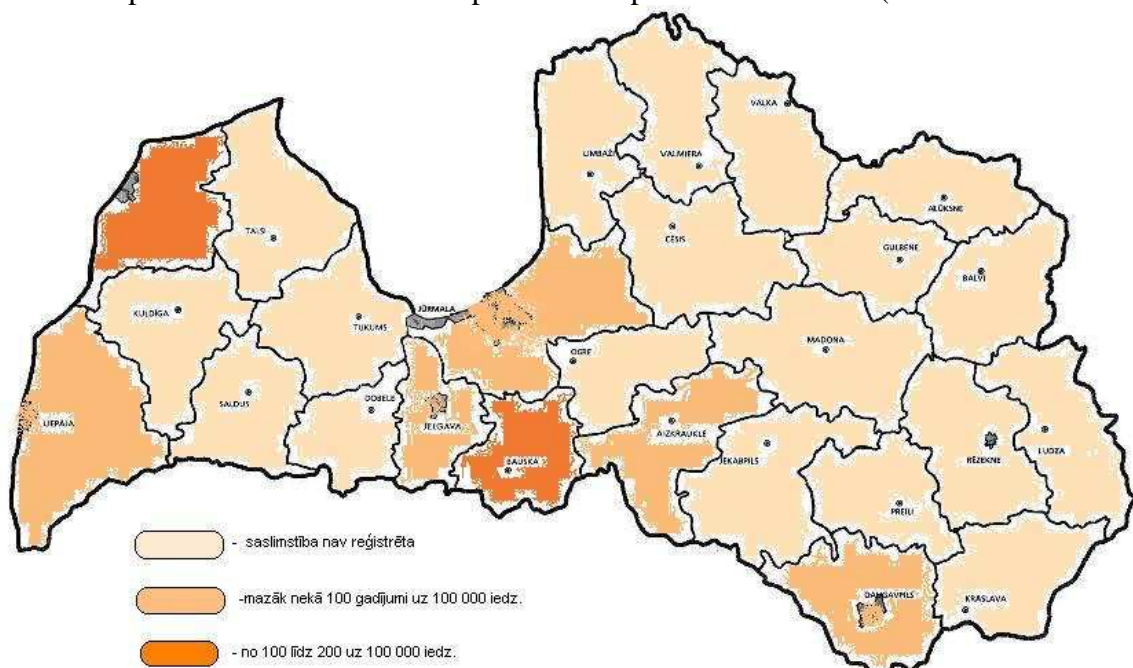 VALKA
LIMBAŽI
VALMIERA
ALŪKSNE
CĒSIS
GULBENE
TALSI
BALVI
KULDĪGA
JŪRMALA
TUKUMS
MADONA
OGRE
SALDUS
DOBELE
LIEPĀJA
JELGAVA
AIZKRAUKLE
JĒKABPILS
RĒZEKNE
LUDZA
BAUSKA
PREIĻI
DAUGAVPILS
KRĀSLAVA
- saslimstība nav reģistrēta
-mazāk nekā 100 gadījumi uz 100 000 iedz.
- no 100 līdz 200 uz 100 000 iedz.